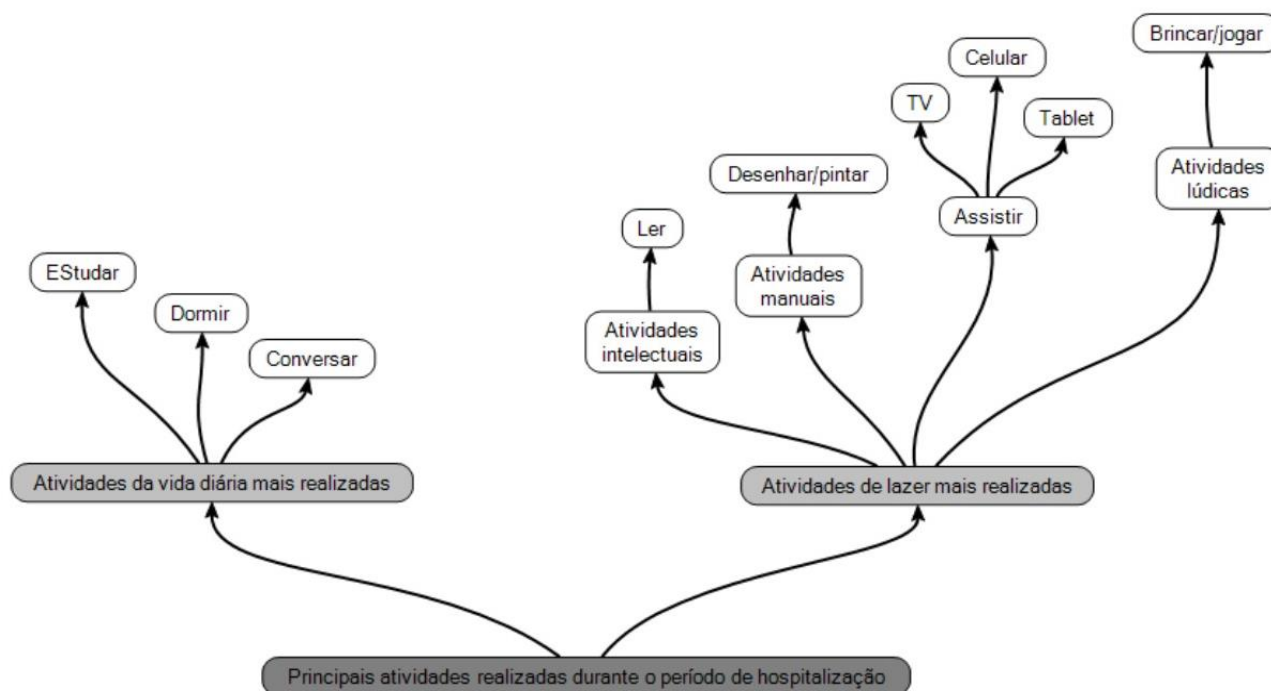 Brincar/jogar
Celular
TV
Tablet
Desenhar/pintar
Atividades
lúdicas
Ler
Assistir
EStudar
Atividades
manuais
Dormir
Atividades
intelectuais
Conversar
Atividades da vida diária mais realizadas
Atividades de lazer mais realizadas
Principais atividades realizadas durante o período de hospitalização